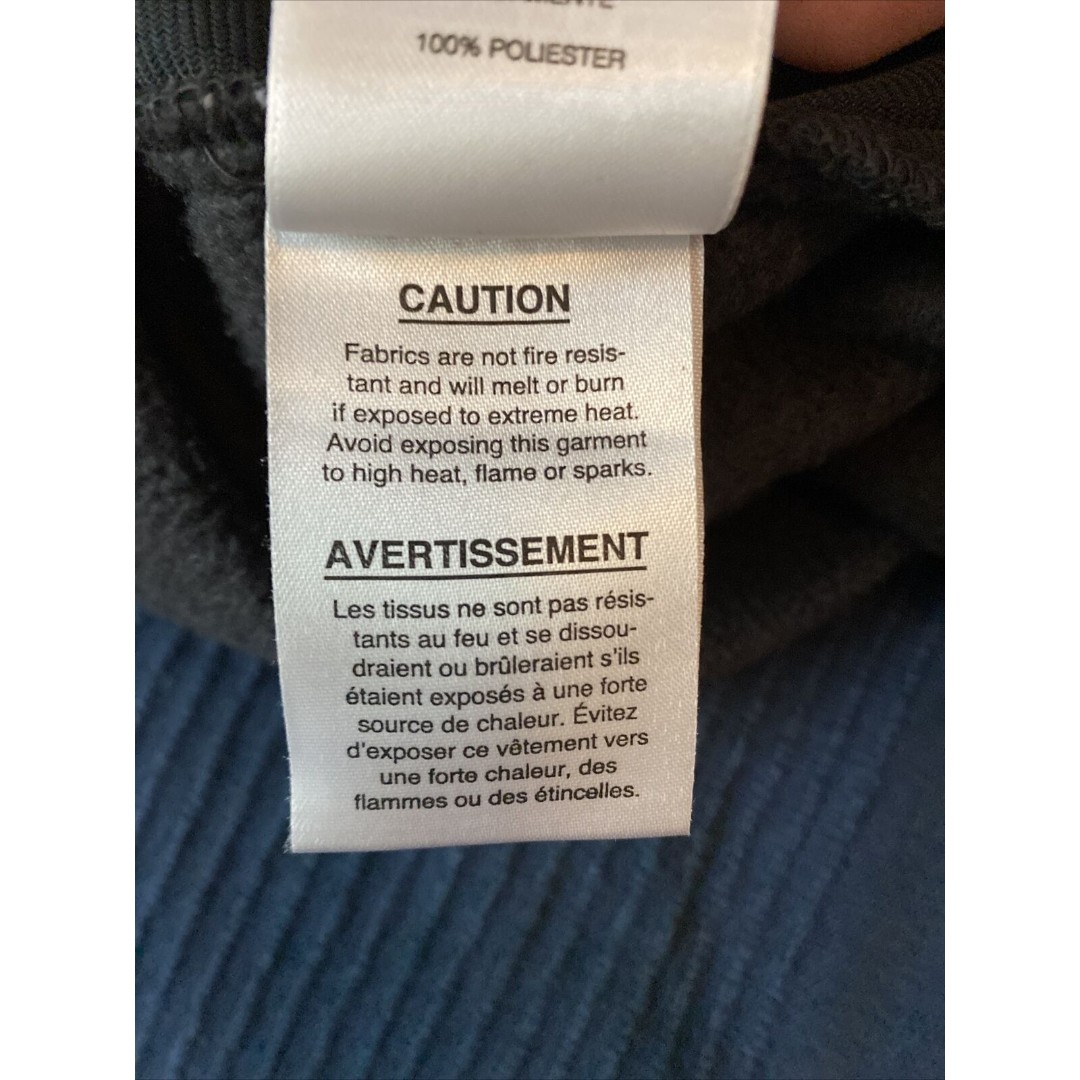 100% POLIESTER
CAUTION
Fabrics are not fire resis-
tant and will melt or burn
if exposed to extreme heat.
Avoid exposing this garment
to high heat, flame or sparks.
AVERTISSEMENT
Les tissus ne sont pas résis-
tants au feu et se dissou-
draient ou brûleraient s'ils
étaient exposés à une forte
source de chaleur. Évitez
d'exposer ce vêtement vers
une forte chaleur, des
flammes ou des étincelles.